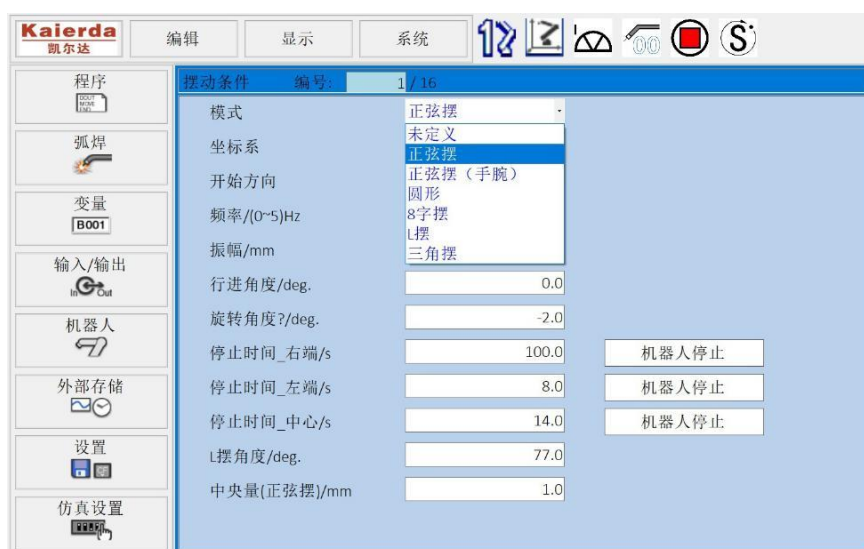 Kaierda
凯尔达
编辑
显示
系统
00
S
程序
DOUT
MOVE
END
弧焊
变量
B001
输入/输出
In Out
机器人
外部存储
设置
仿真设置
摆动条件 编号: 1 / 16
模式 正弦摆
未定义
正弦摆
正弦摆（手腕）
圆形
8字摆
L摆
三角摆
坐标系
开始方向
频率/(0~5)Hz
振幅/mm
行进角度/deg. 0.0
旋转角度?/deg. -2.0
停止时间_右端/s 100.0 机器人停止
停止时间_左端/s 8.0 机器人停止
停止时间_中心/s 14.0 机器人停止
L摆角度/deg. 77.0
中央量(正弦摆)/mm 1.0